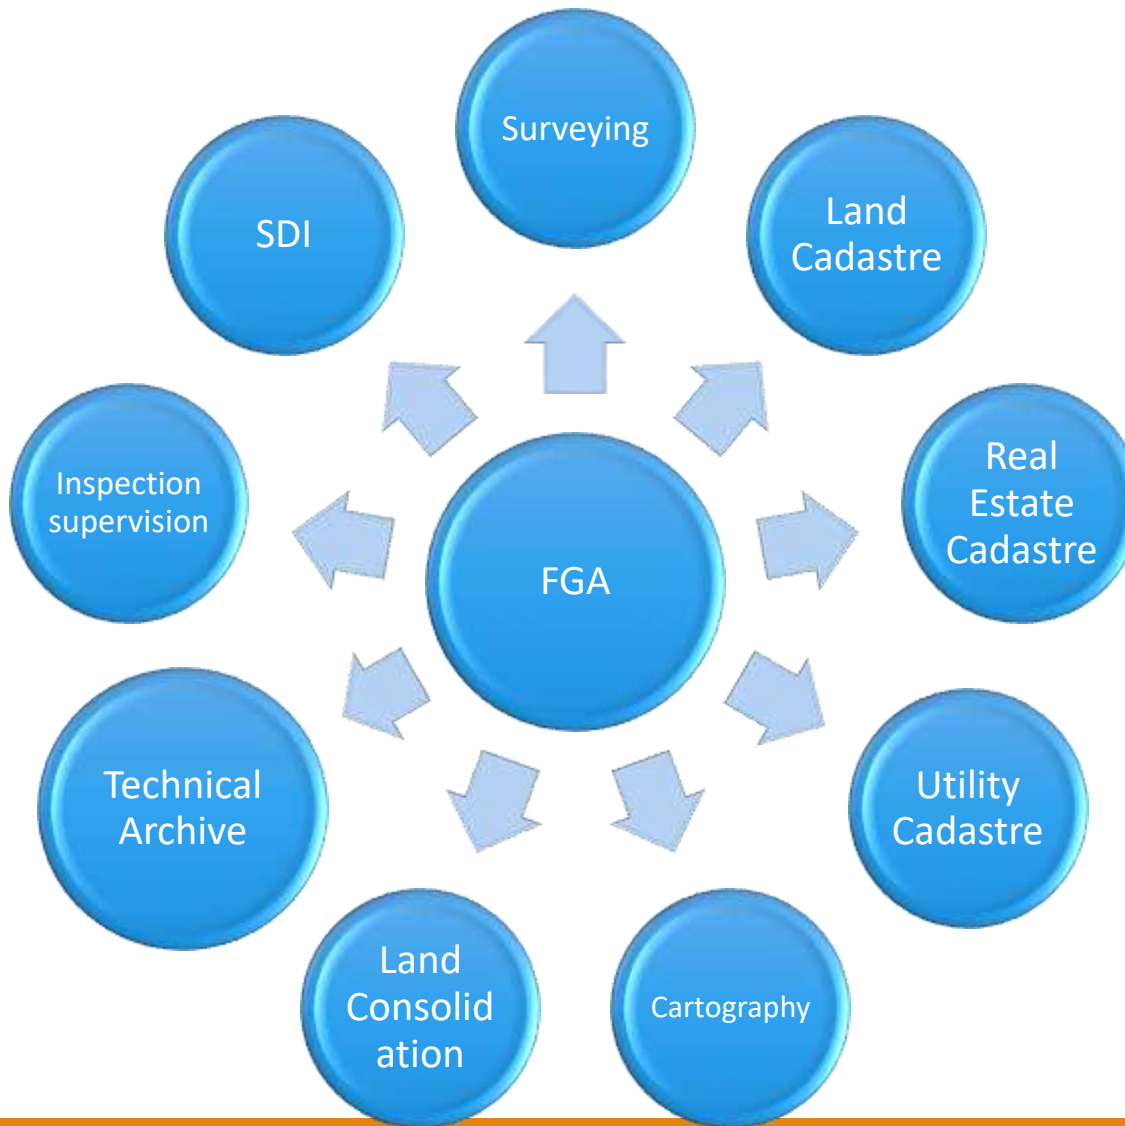 Surveying
SDI
Land
Cadastre
Inspection
supervision
Real
Estate
Cadastre
FGA
Technical
Archive
Utility
Cadastre
Land
Consolid
ation
Cartography